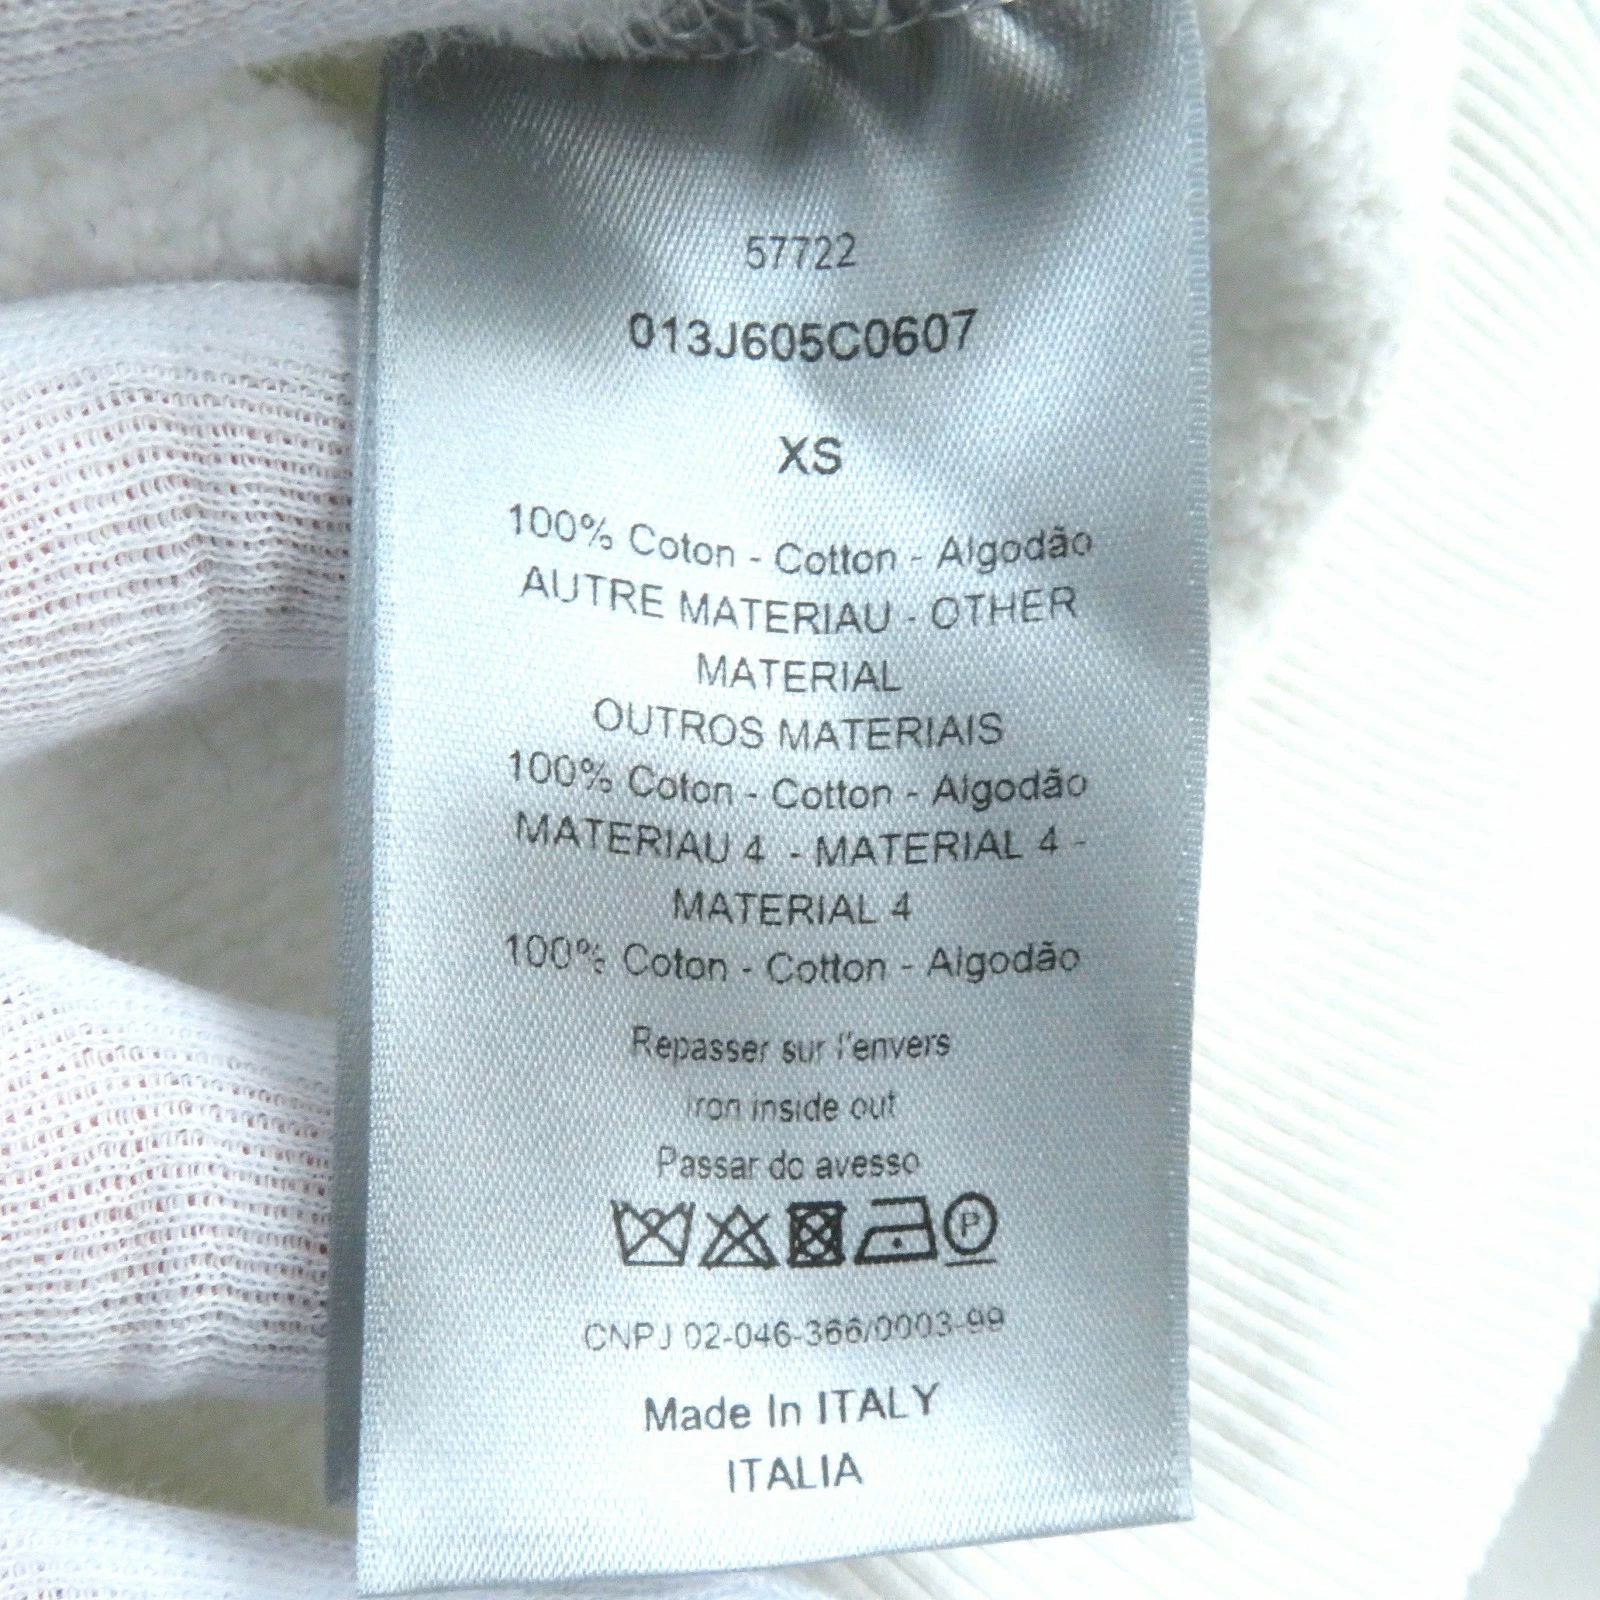 57722
013J605C0607
XS
100% Coton - Cotton - Algodão
AUTRE MATERIAU - OTHER
MATERIAL
OUTROS MATERIAIS
100% Coton - Cotton - Algodão
MATERIAU 4 - MATERIAL 4 -
MATERIAL 4
100% Coton - Cotton - Algodão
Repasser sur l'envers
Iron inside out
Passar do avesso
P
CNPJ 02-046-366/0003-99
Made In ITALY
ITALIA